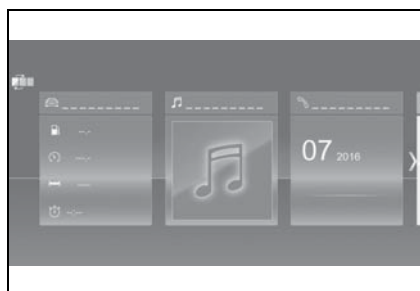 _ _ _ _ _ _ _ _ _
_ _ _ _ _ _ _ _ _
_ _ _ _ _ _ _ _ _
--.-
--.-
---
--:--
07 2016